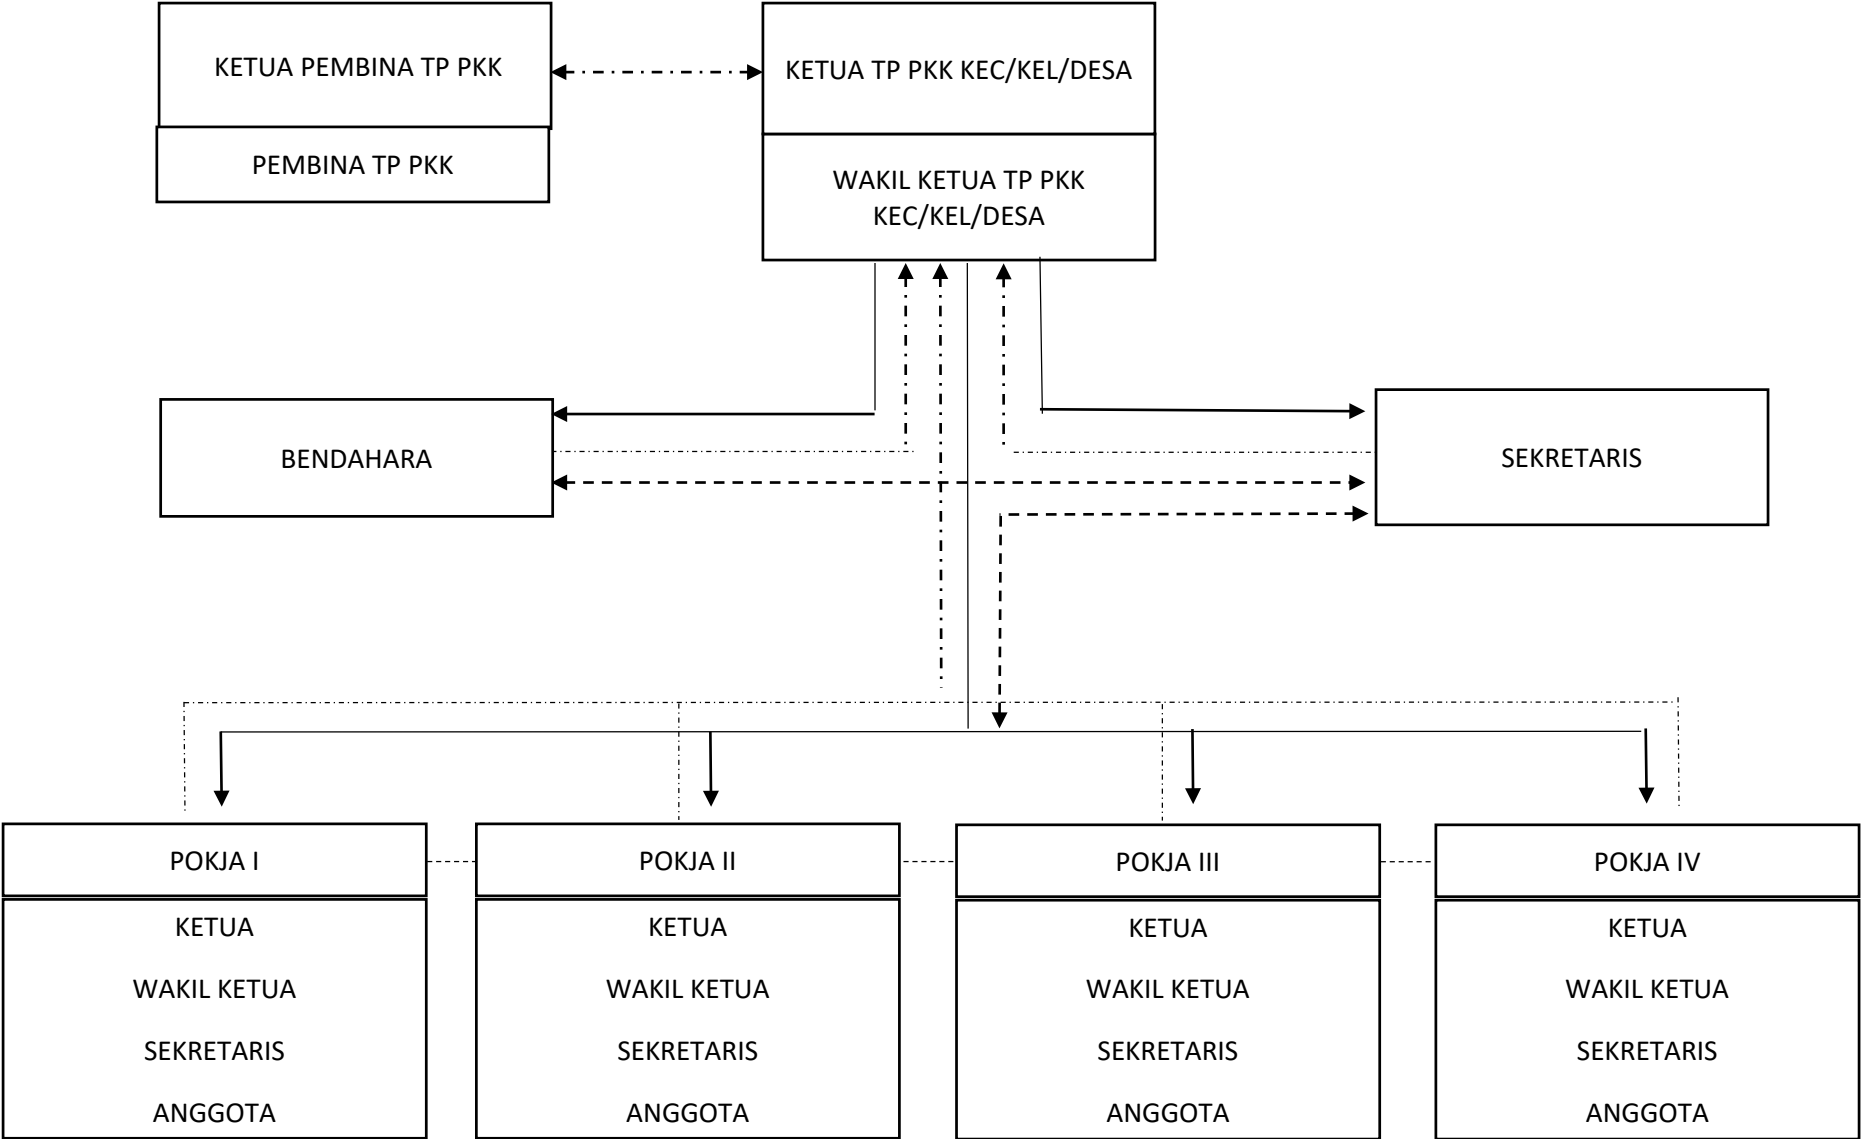 KETUA PEMBINA TP PKK
PEMBINA TP PKK
KETUA TP PKK KEC/KEL/DESA
WAKIL KETUA TP PKK
KEC/KEL/DESA
BENDAHARA
SEKRETARIS
POKJA I
KETUA
WAKIL KETUA
SEKRETARIS
ANGGOTA
POKJA II
KETUA
WAKIL KETUA
SEKRETARIS
ANGGOTA
POKJA III
KETUA
WAKIL KETUA
SEKRETARIS
ANGGOTA
POKJA IV
KETUA
WAKIL KETUA
SEKRETARIS
ANGGOTA